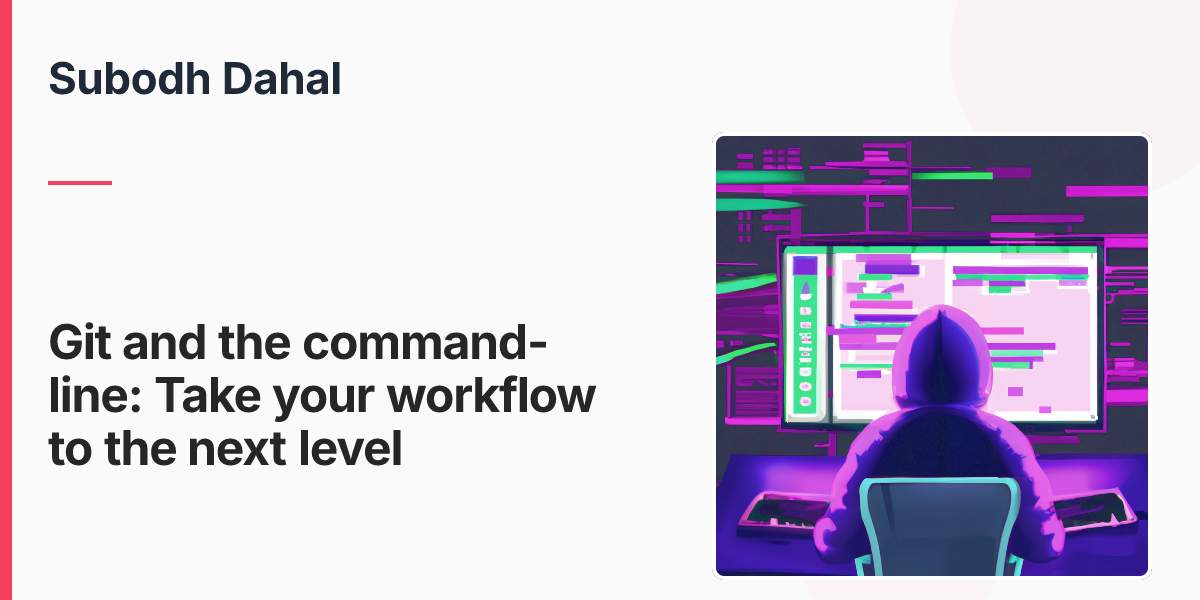 Subodh Dahal
Git and the command-
line: Take your workflow
to the next level